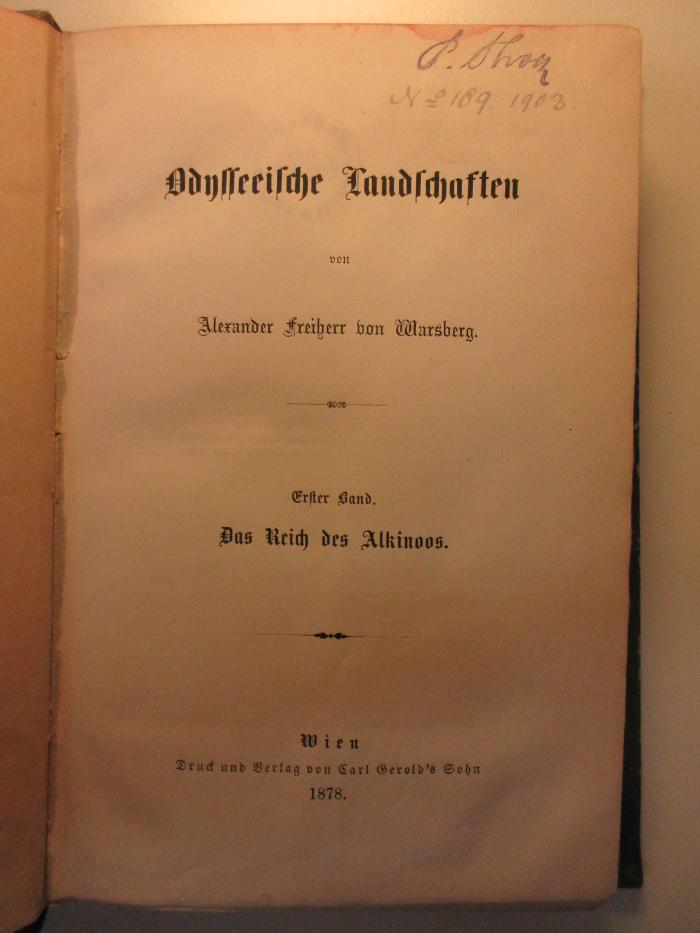 P.
No 189. 1903.
Odysseeische Landschaften
von
Alexander Freiherr von Warsberg.
Erster Band.
Das Reich des Alkinoos.
Wien
Druck und Verlag von Carl Gerold's Sohn
1878.